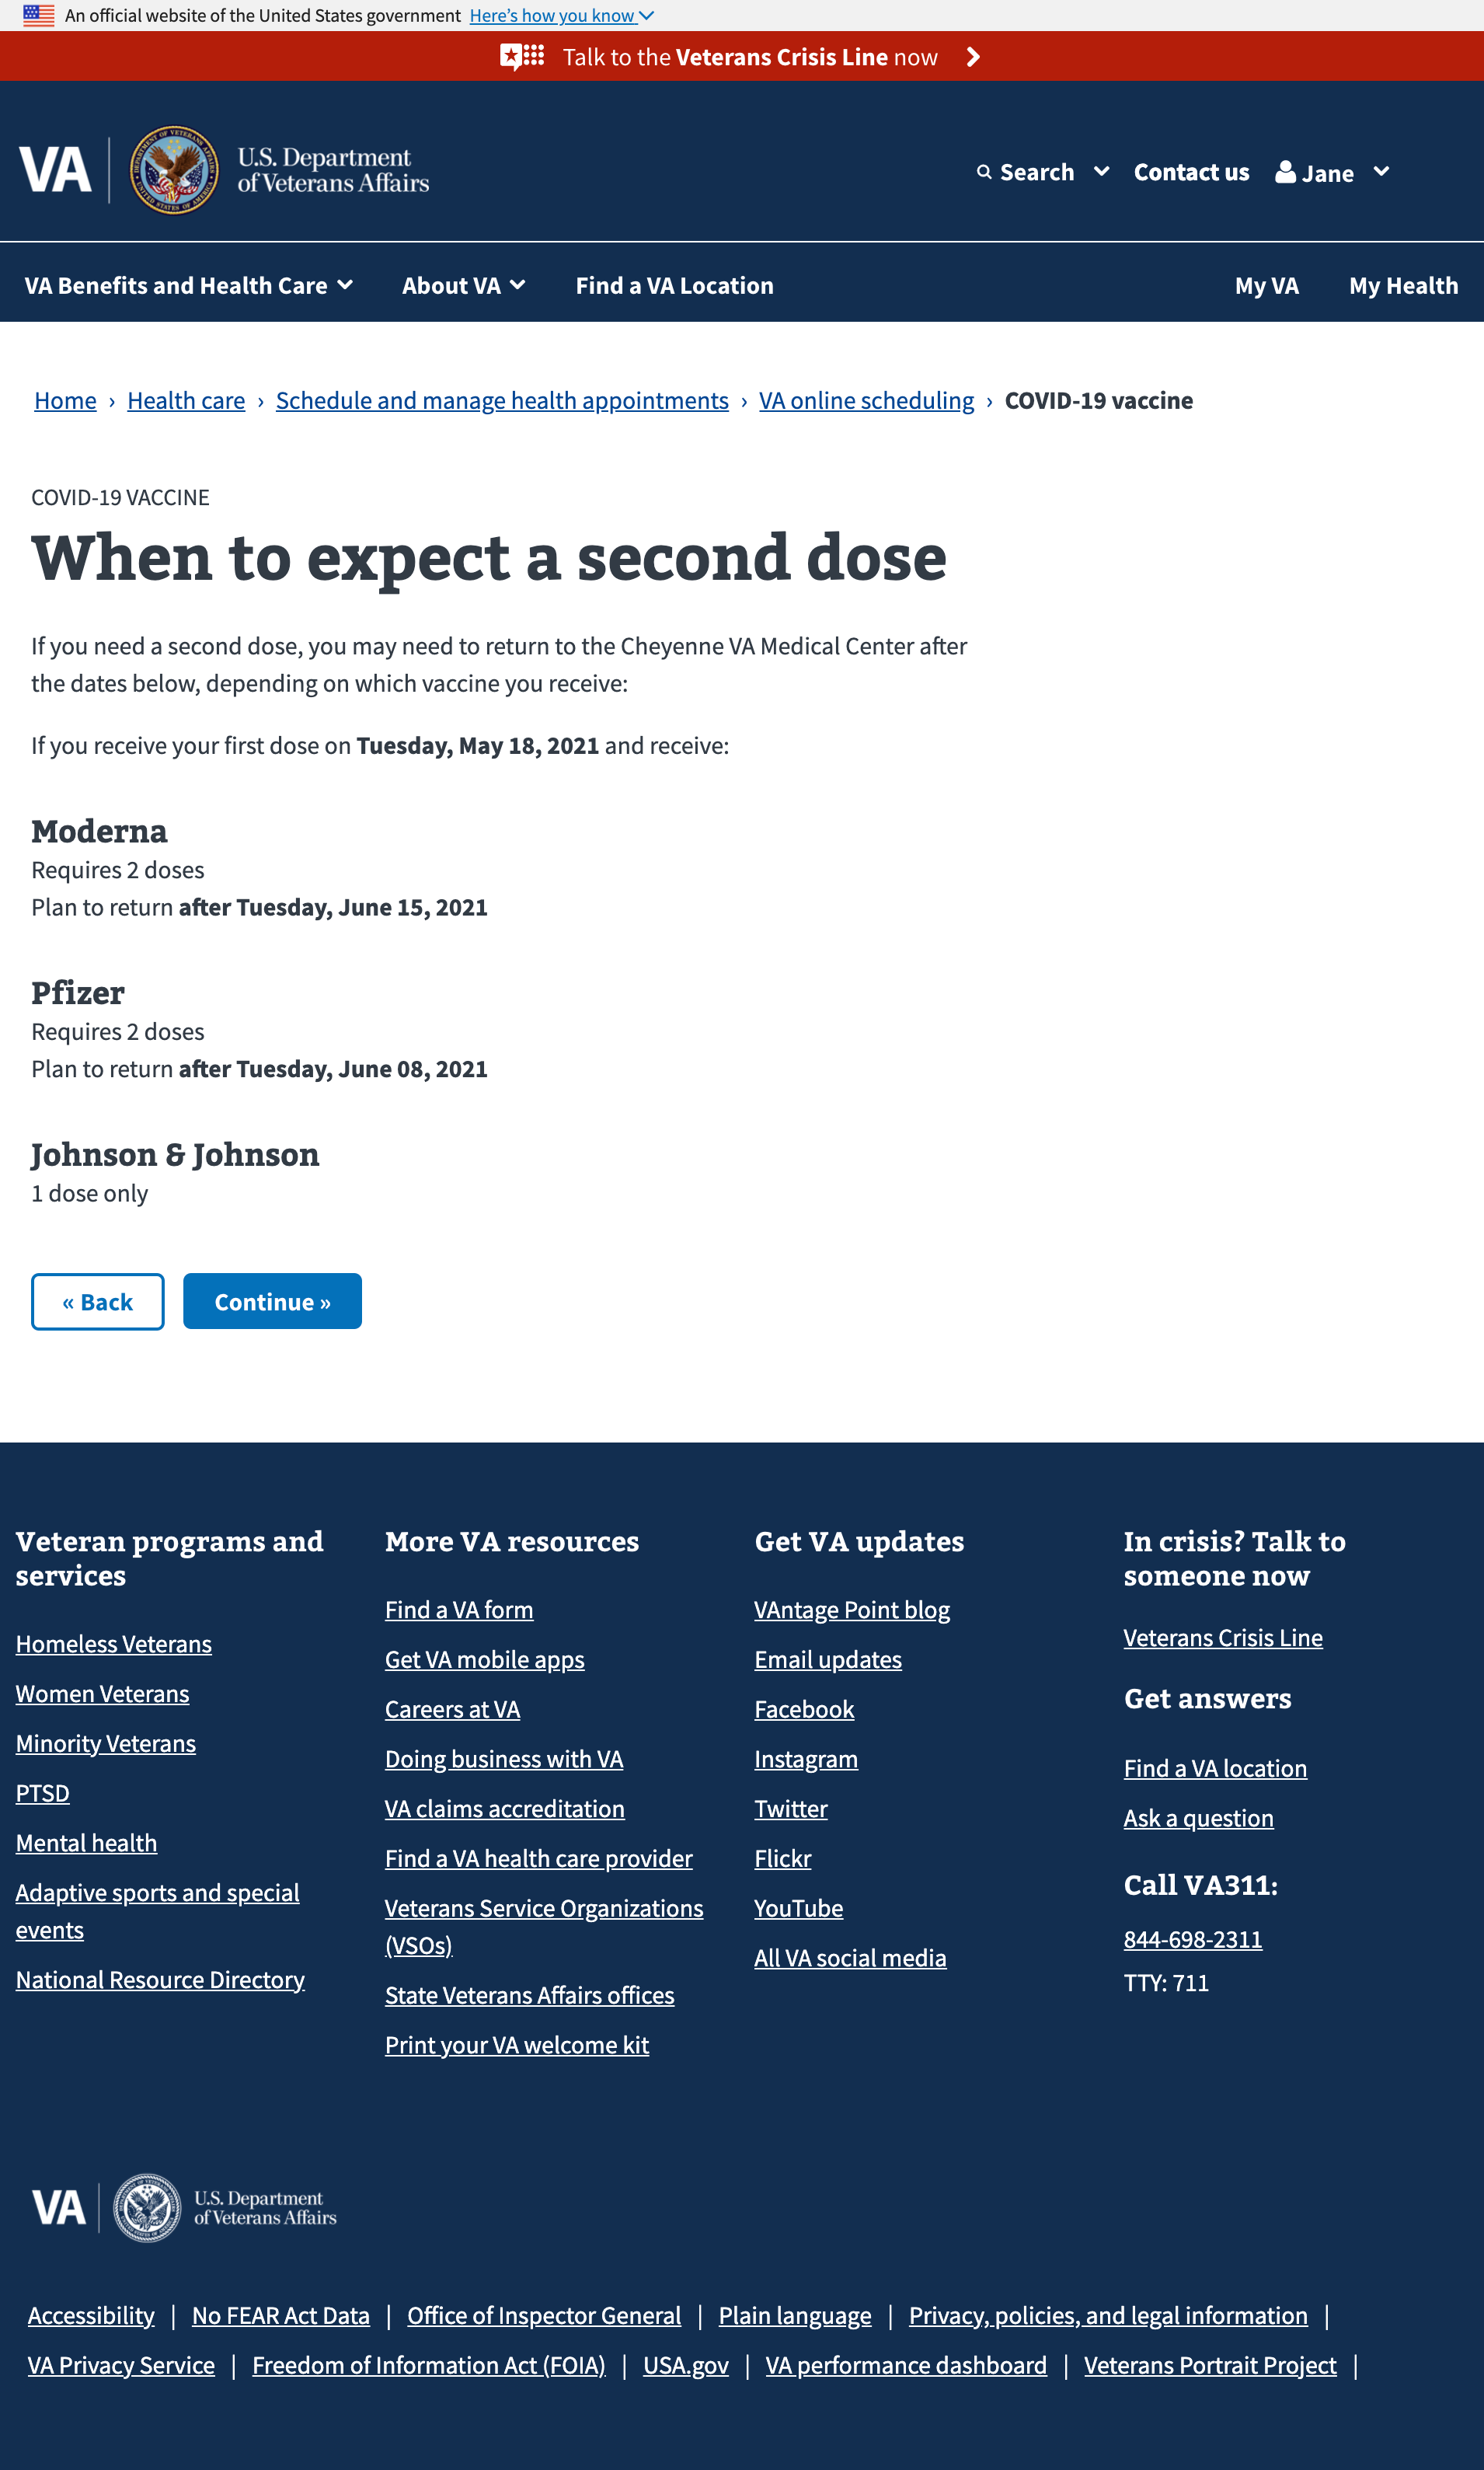 An official website of the United States government Here's how you know
Talk to the Veterans Crisis Line now
VA U.S. Department
of Veterans Affairs
Search Contact us Jane
VA Benefits and Health Care About VA Find a VA Location My VA My Health
Home › Health care › Schedule and manage health appointments › VA online scheduling › COVID-19 vaccine
COVID-19 VACCINE
When to expect a second dose
If you need a second dose, you may need to return to the Cheyenne VA Medical Center after
the dates below, depending on which vaccine you receive:
If you receive your first dose on Tuesday, May 18, 2021 and receive:
Moderna
Requires 2 doses
Plan to return after Tuesday, June 15, 2021
Pfizer
Requires 2 doses
Plan to return after Tuesday, June 08, 2021
Johnson & Johnson
1 dose only
« Back Continue »
Veteran programs and
services
Homeless Veterans
Women Veterans
Minority Veterans
PTSD
Mental health
Adaptive sports and special
events
National Resource Directory
More VA resources
Find a VA form
Get VA mobile apps
Careers at VA
Doing business with VA
VA claims accreditation
Find a VA health care provider
Veterans Service Organizations
(VSOs)
State Veterans Affairs offices
Print your VA welcome kit
Get VA updates
VAntage Point blog
Email updates
Facebook
Instagram
Twitter
Flickr
YouTube
All VA social media
In crisis? Talk to
someone now
Veterans Crisis Line
Get answers
Find a VA location
Ask a question
Call VA311:
844-698-2311
TTY: 711
VA U.S. Department
of Veterans Affairs
Accessibility | No FEAR Act Data | Office of Inspector General | Plain language | Privacy, policies, and legal information |
VA Privacy Service | Freedom of Information Act (FOIA) | USA.gov | VA performance dashboard | Veterans Portrait Project |